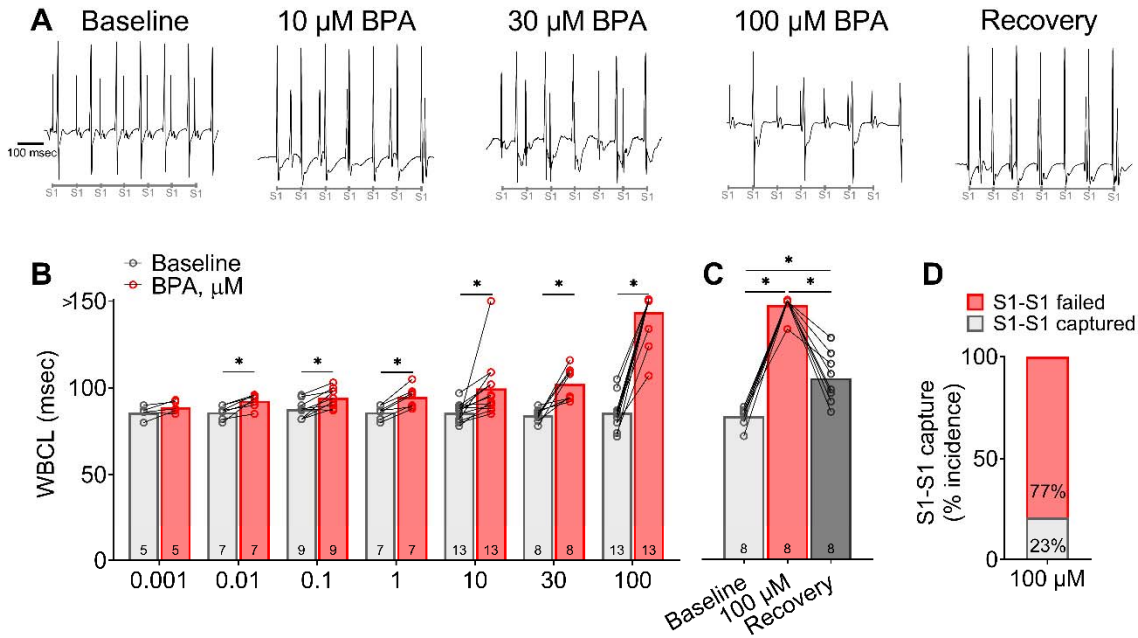 A Baseline 10 µM BPA 30 µM BPA 100 µM BPA Recovery
100 msec
S1 S1 S1 S1 S1 S1 S1 S1 S1 S1 S1 S1 S1 S1 S1 S1 S1 S1 S1 S1 S1 S1 S1 S1 S1 S1 S1 S1 S1 S1 S1 S1 S1 S1 S1
B Baseline
BPA, µM
WBCL (msec)
>150
100
50
0
* * * * * *
5 5 7 7 9 9 7 7 13 13 8 8 13 13
0.001 0.01 0.1 1 10 30 100
C
*
* *
8 8 8
Baseline
100 µM
Recovery
D
S1-S1 failed
S1-S1 captured
S1-S1 capture
(% incidence)
100
50
0
77%
23%
100 µM